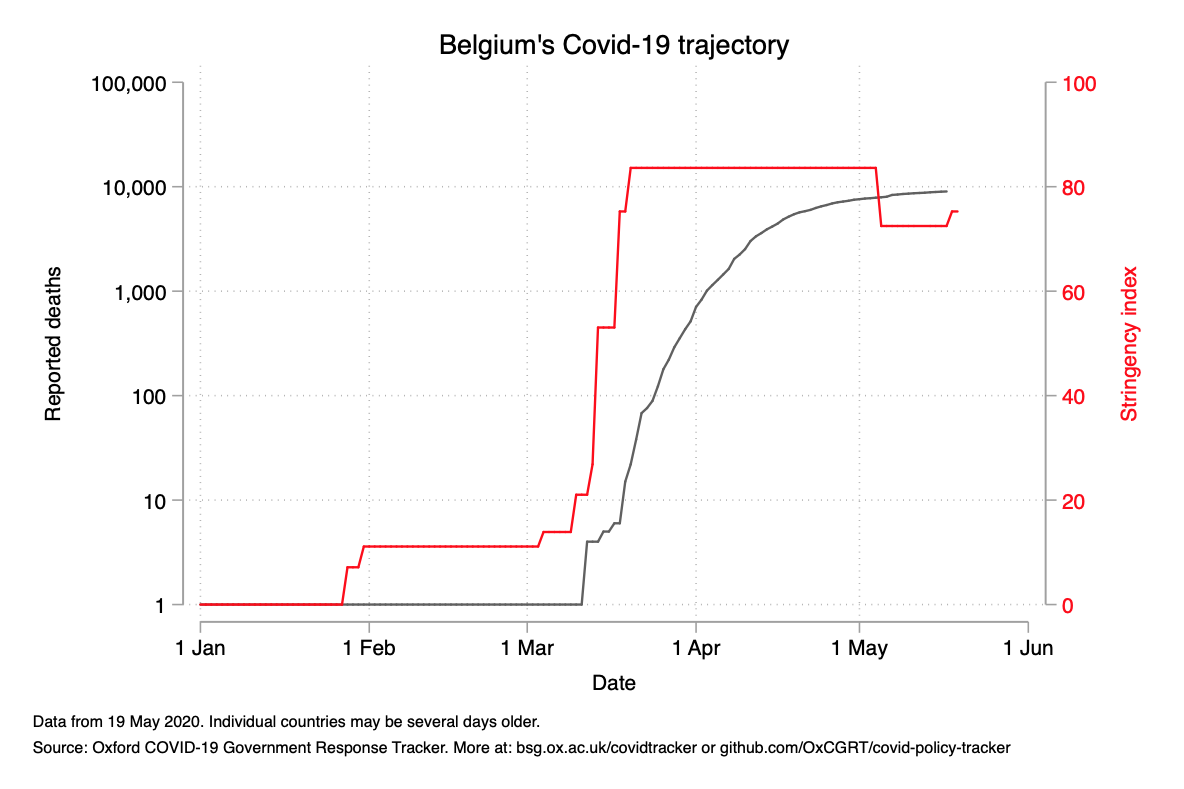 Belgium's Covid-19 trajectory
100,000
10,000
1,000
100
10
1
Reported deaths
100
80
60
40
20
0
Stringency index
1 Jan
1 Feb
1 Mar
1 Apr
1 May
1 Jun
Date
Data from 19 May 2020. Individual countries may be several days older.
Source: Oxford COVID-19 Government Response Tracker. More at: bsg.ox.ac.uk/covidtracker or github.com/OxCGRT/covid-policy-tracker